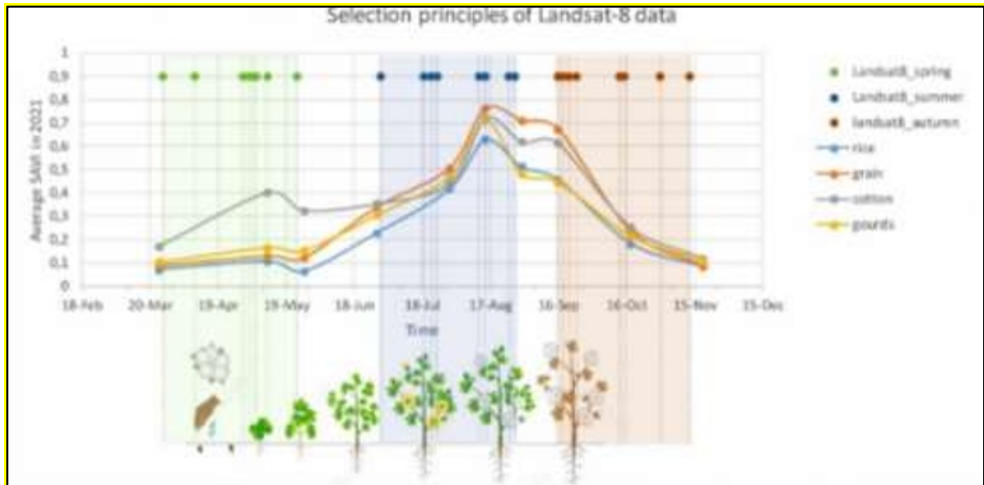 Selection principles of Landsat-8 data
Average SAVI in 2021
1
0,9
0,8
0,7
0,6
0,5
0,4
0,3
0,2
0,1
0
18-Feb 20-Mar 19-Apr 19-May 18-Jun 18-Jul 17-Aug 16-Sep 16-Oct 15-Nov 15-Dec
Time
Landsat8_spring
Landsat8_summer
landsat8_autumn
rice
grain
cotton
gourds